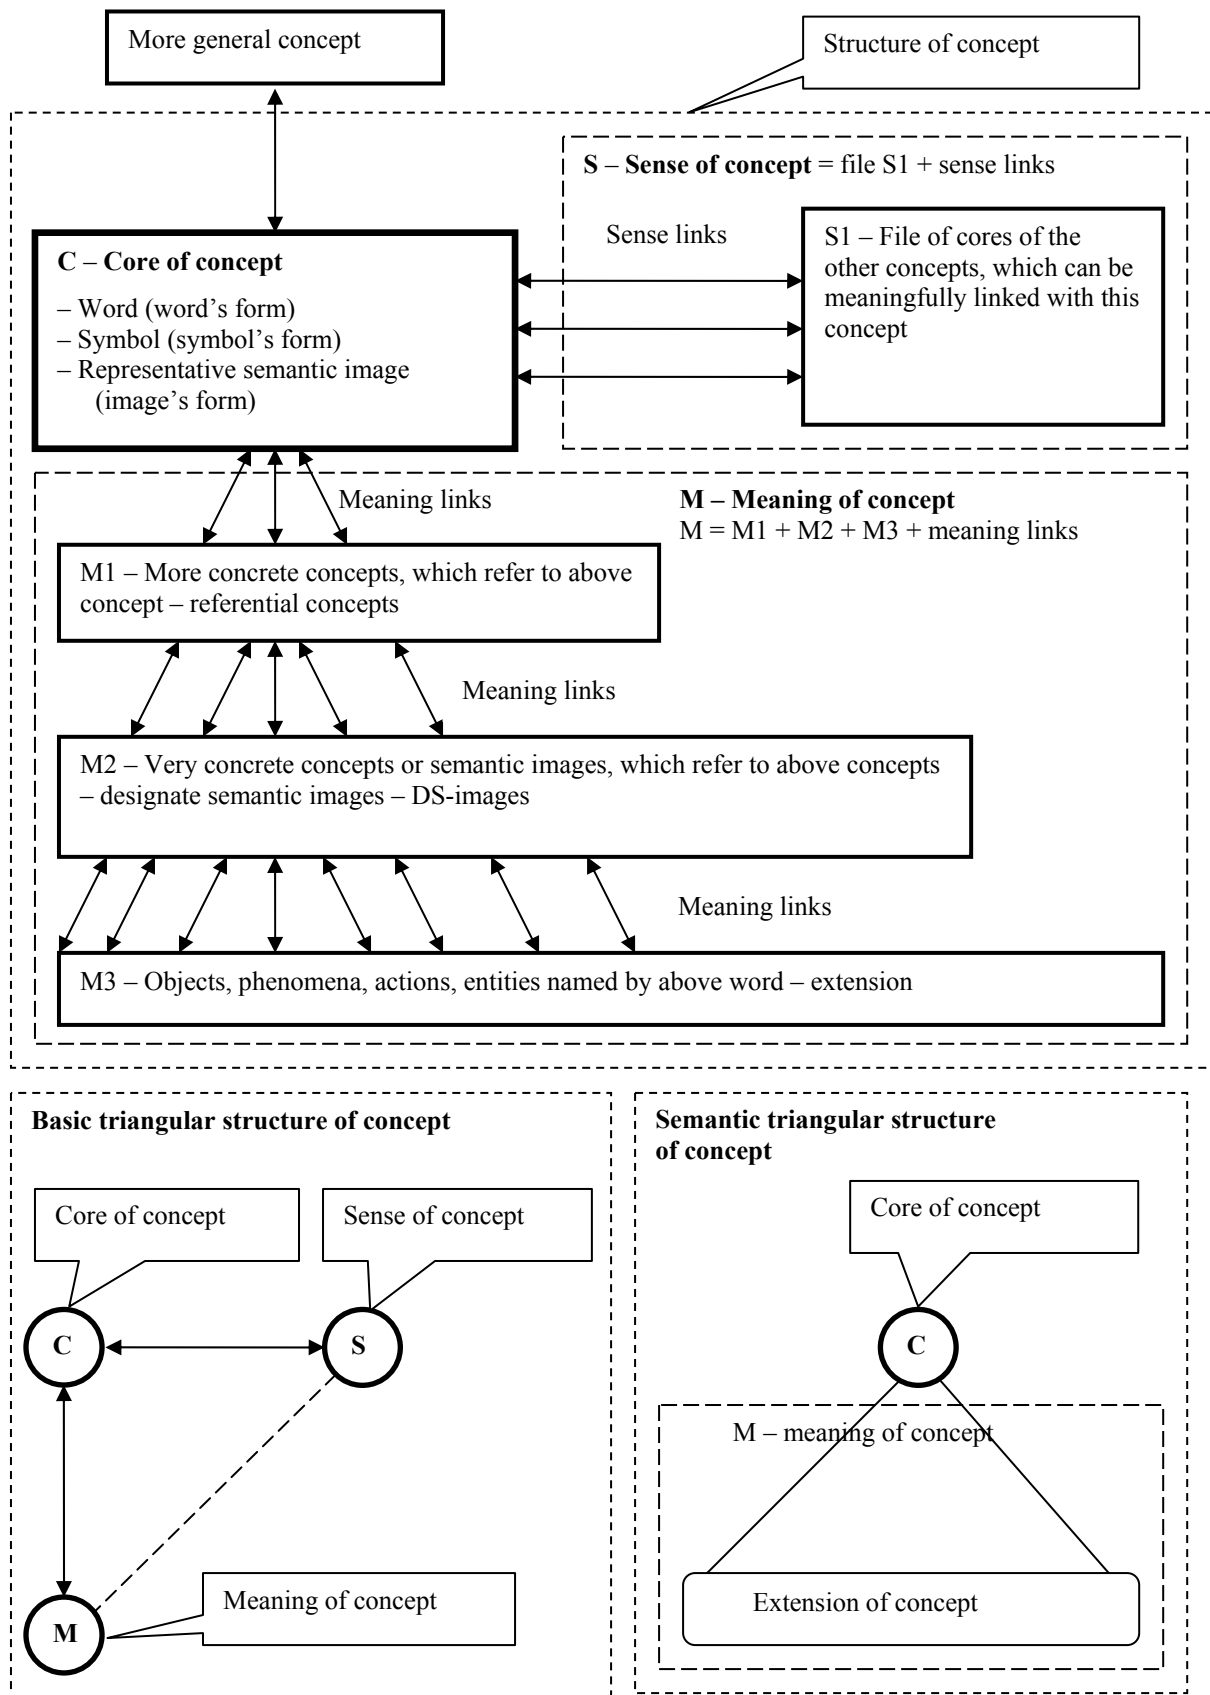 More general concept
Structure of concept
S – Sense of concept = file S1 + sense links
Sense links
S1 – File of cores of the
other concepts, which can be
meaningfully linked with this
concept
C – Core of concept
– Word (word’s form)
– Symbol (symbol’s form)
– Representative semantic image
(image’s form)
Meaning links
M – Meaning of concept
M = M1 + M2 + M3 + meaning links
M1 – More concrete concepts, which refer to above
concept – referential concepts
Meaning links
M2 – Very concrete concepts or semantic images, which refer to above concepts
– designate semantic images – DS-images
Meaning links
M3 – Objects, phenomena, actions, entities named by above word – extension
Basic triangular structure of concept
Core of concept
Sense of concept
C
S
Meaning of concept
M
Semantic triangular structure
of concept
Core of concept
C
M – meaning of concept
Extension of concept